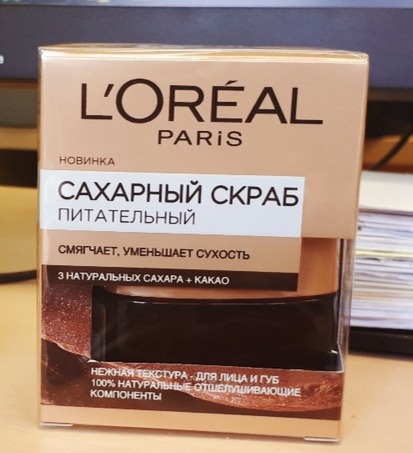 L'ORÉAL
PARiS
НОВИНКА
САХАРНЫЙ СКРАБ
ПИТАТЕЛЬНЫЙ
СМЯГЧАЕТ, УМЕНЬШАЕТ СУХОСТЬ
3 НАТУРАЛЬНЫХ САХАРА + КАКАО
НЕЖНАЯ ТЕКСТУРА - ДЛЯ ЛИЦА И ГУБ
100% НАТУРАЛЬНЫЕ ОТШЕЛУШИВАЮЩИЕ
КОМПОНЕНТЫ